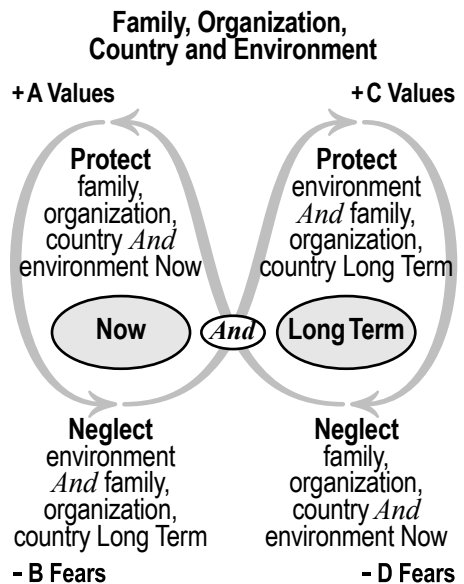 Family, Organization,
Country and Environment
+A Values
+C Values
Protect
family,
organization,
country And
environment Now
Protect
environment
And family,
organization,
country Long Term
Now
And
Long Term
Neglect
environment
And family,
organization,
country Long Term
Neglect
family,
organization,
country And
environment Now
- B Fears
- D Fears